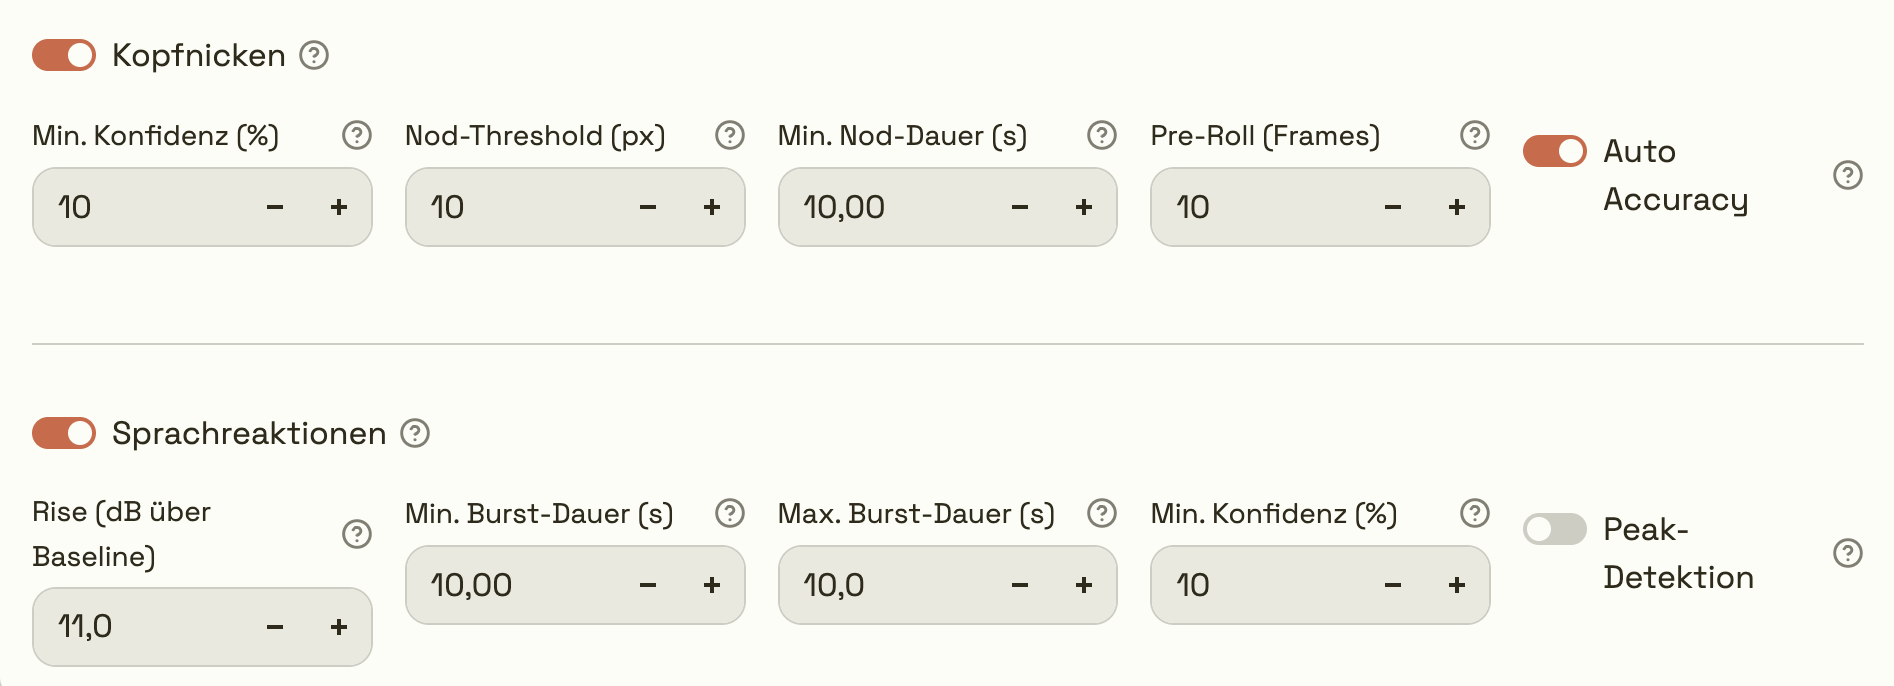 Kopfnicken ?
Min. Konfidenz (%) ? Nod-Threshold (px) ? Min. Nod-Dauer (s) ? Pre-Roll (Frames) ? Auto
Accuracy ?
10 − + 10 − + 10,00 − + 10 − +
Sprachreaktionen ?
Rise (dB über
Baseline) ? Min. Burst-Dauer (s) ? Max. Burst-Dauer (s) ? Min. Konfidenz (%) ? Peak-
Detektion ?
11,0 − + 10,00 − + 10,0 − + 10 − +